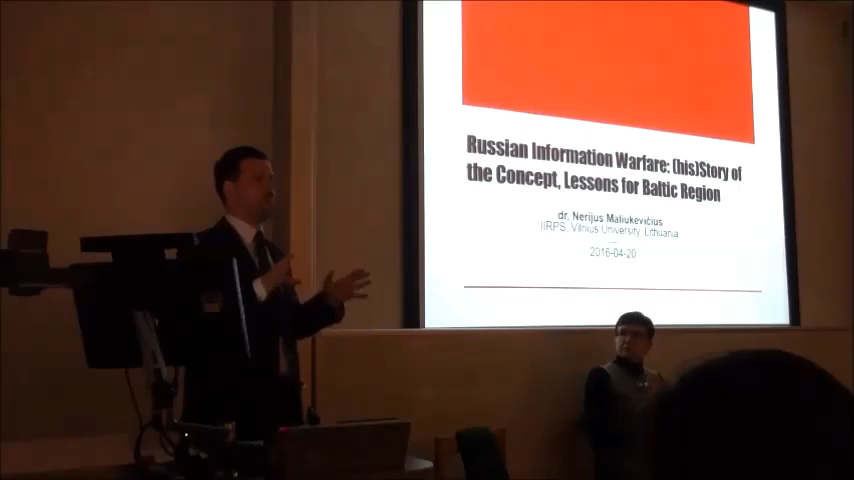 Russian Information Warfare: (his)Story of
the Concept, Lessons for Baltic Region
dr. Nerijus Maliukevičius
IIRPS, Vilnius University, Lithuania
2016-04-20